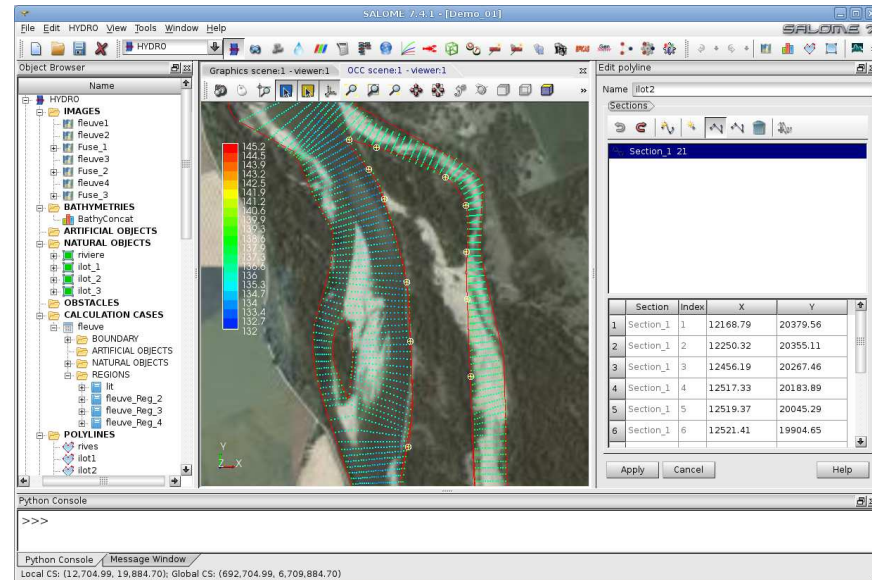 SALOME 7.4.1 - [Demo_01]
File Edit HYDRO View Tools Window Help
SALOME 7
HYDRO
Object Browser
Name
HYDRO
IMAGES
fleuve1
fleuve2
Fuse_1
fleuve3
Fuse_2
fleuve4
Fuse_3
BATHYMETRIES
BathyConcat
ARTIFICIAL OBJECTS
NATURAL OBJECTS
riviere
ilot_1
ilot_2
ilot_3
OBSTACLES
CALCULATION CASES
fleuve
BOUNDARY
ARTIFICIAL OBJECTS
NATURAL OBJECTS
REGIONS
lit
fleuve_Reg_2
fleuve_Reg_3
fleuve_Reg_4
POLYLINES
rives
ilot1
ilot2
Graphics scene:1 - viewer:1 OCC scene:1 - viewer:1
145.2
144.5
143.9
143.2
142.5
141.9
141.2
140.6
139.9
137.9
136.6
136
135.3
134.7
134
133.4
132.7
132
Y
Z X
Edit polyline
Name ilot2
Sections
Section_1 21
Section Index X Y
1 Section_1 1 12168.79 20379.56
2 Section_1 2 12250.32 20355.11
3 Section_1 3 12456.19 20267.46
4 Section_1 4 12517.33 20183.89
5 Section_1 5 12519.37 20045.29
6 Section_1 6 12521.41 19904.65
Apply Cancel Help
Python Console
>>>
Python Console Message Window
Local CS: (12,704.99, 19,884.70); Global CS: (692,704.99, 6,709,884.70)